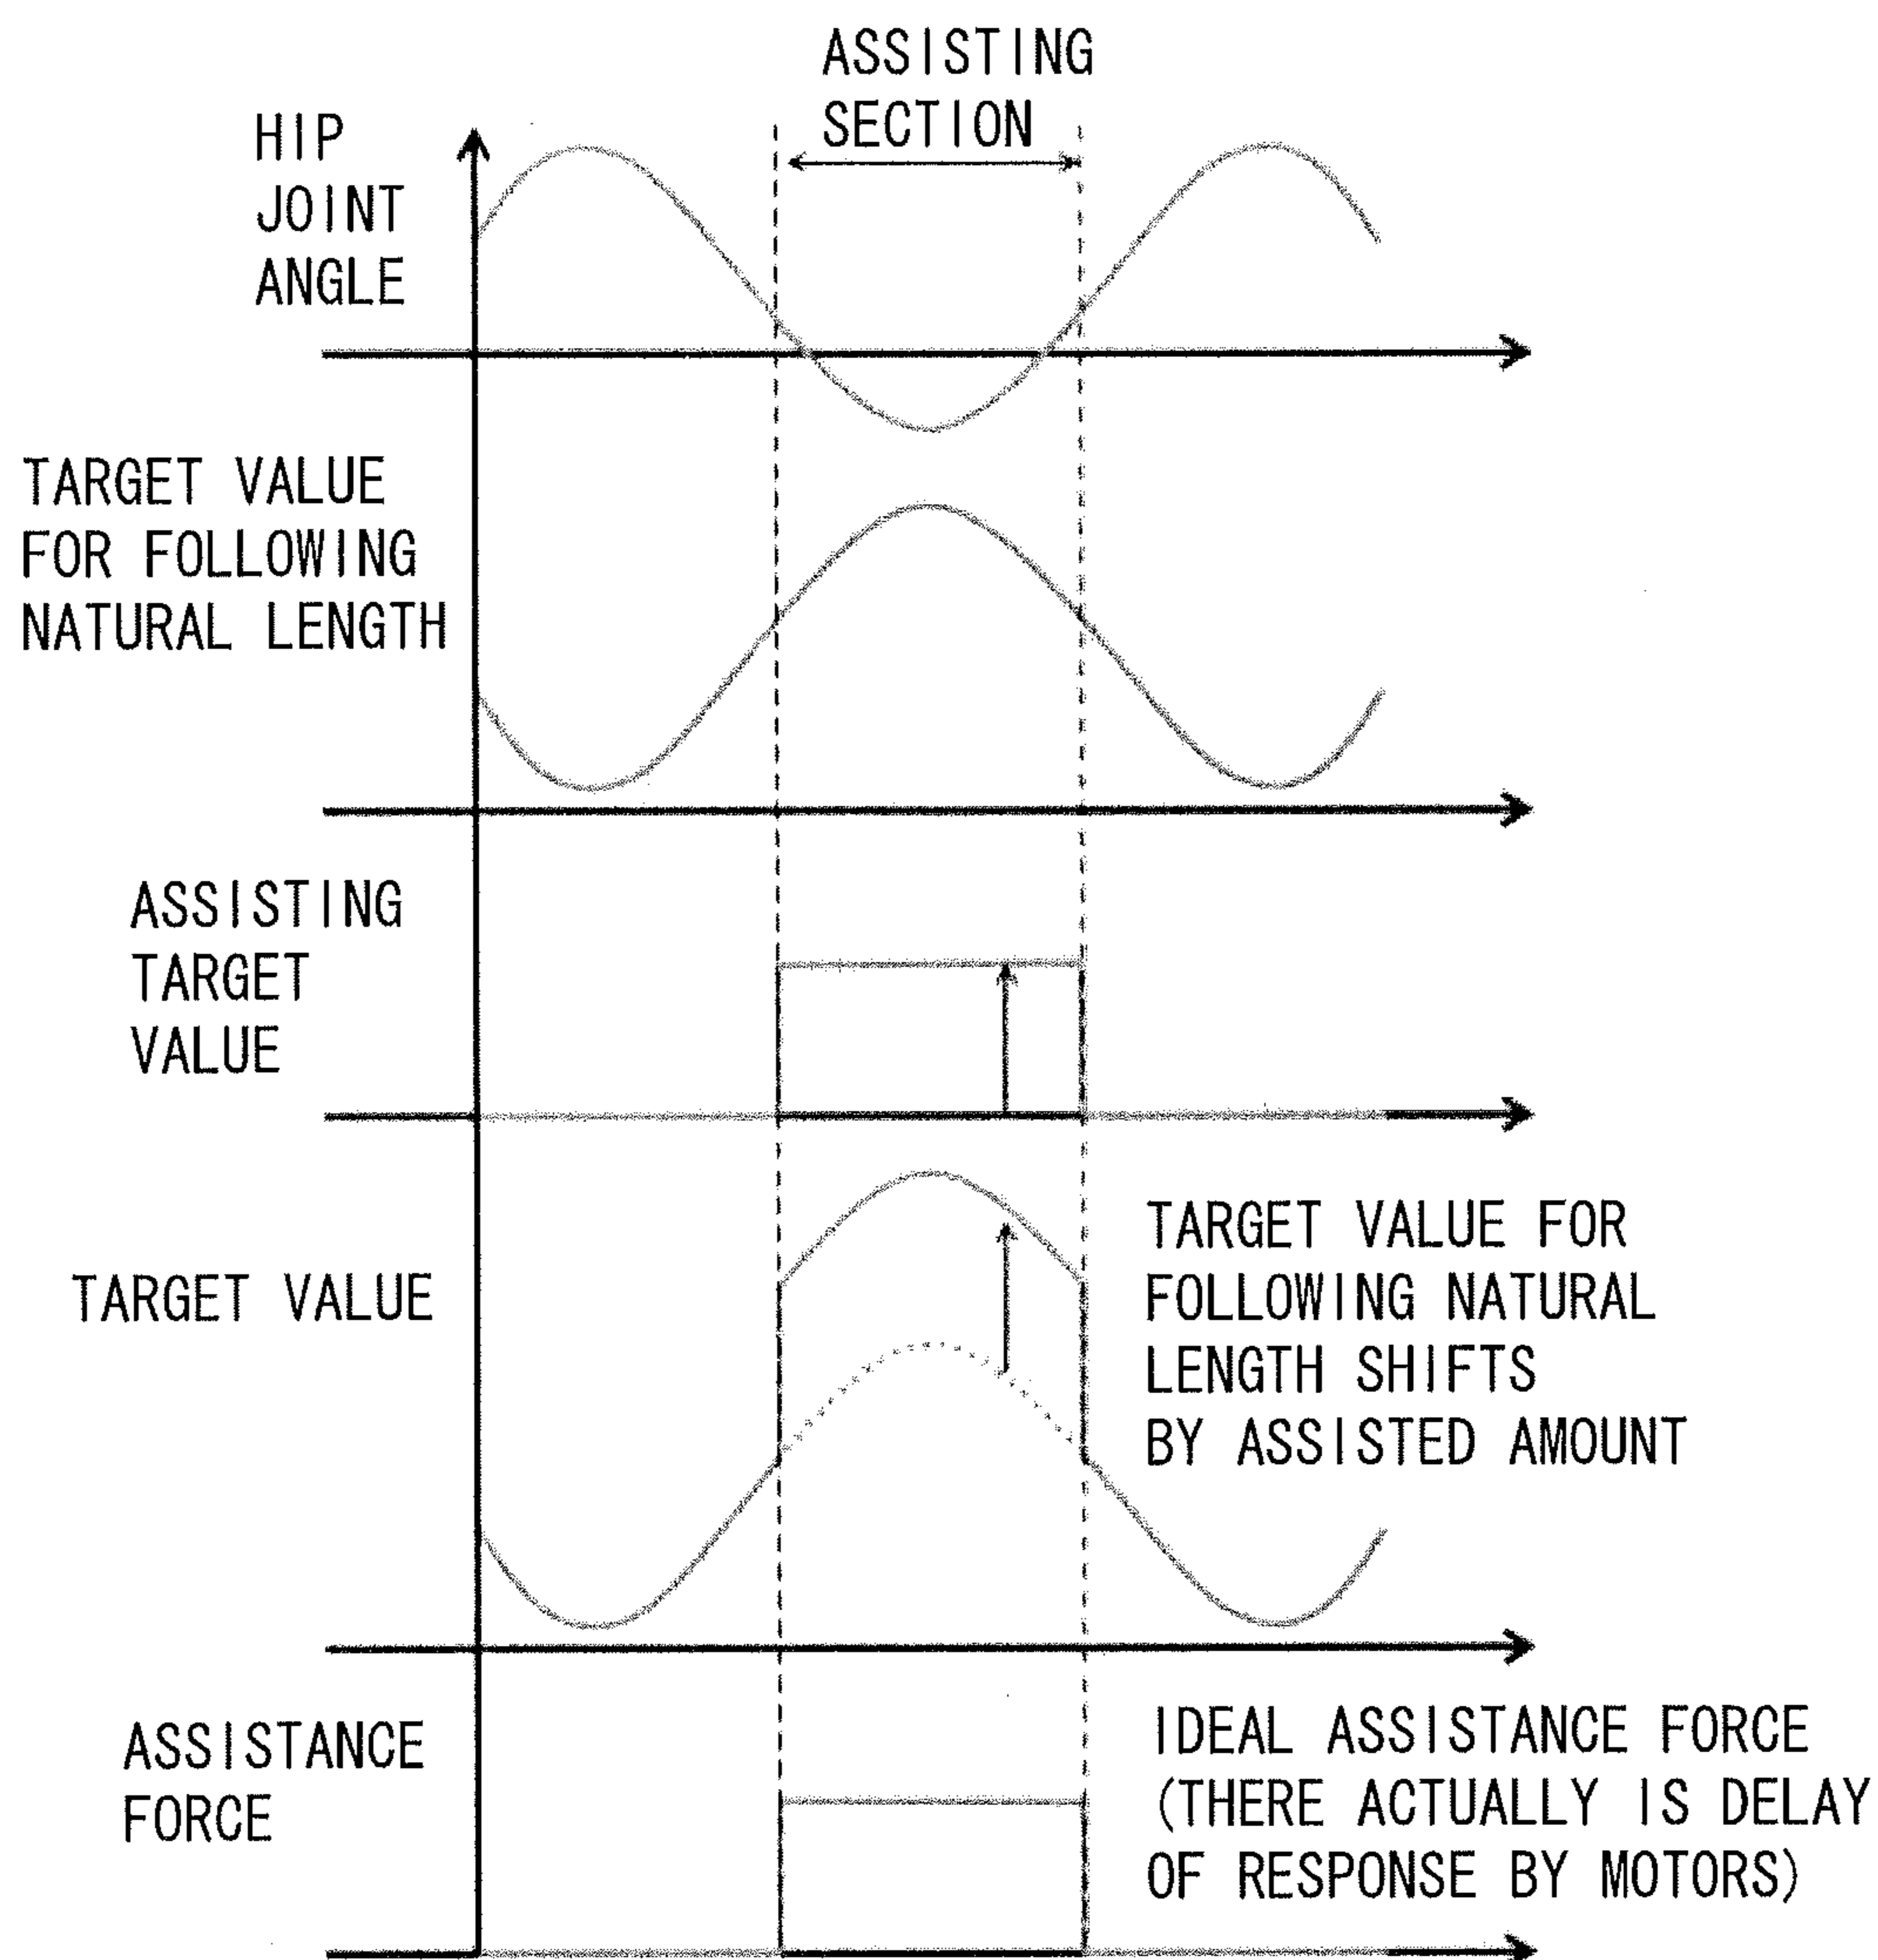 ASSISTING
SECTION
HIP
JOINT
ANGLE
TARGET VALUE
FOR FOLLOWING
NATURAL LENGTH
ASSISTING
TARGET
VALUE
TARGET VALUE
TARGET VALUE FOR
FOLLOWING NATURAL
LENGTH SHIFTS
BY ASSISTED AMOUNT
ASSISTANCE
FORCE
IDEAL ASSISTANCE FORCE
(THERE ACTUALLY IS DELAY
OF RESPONSE BY MOTORS)